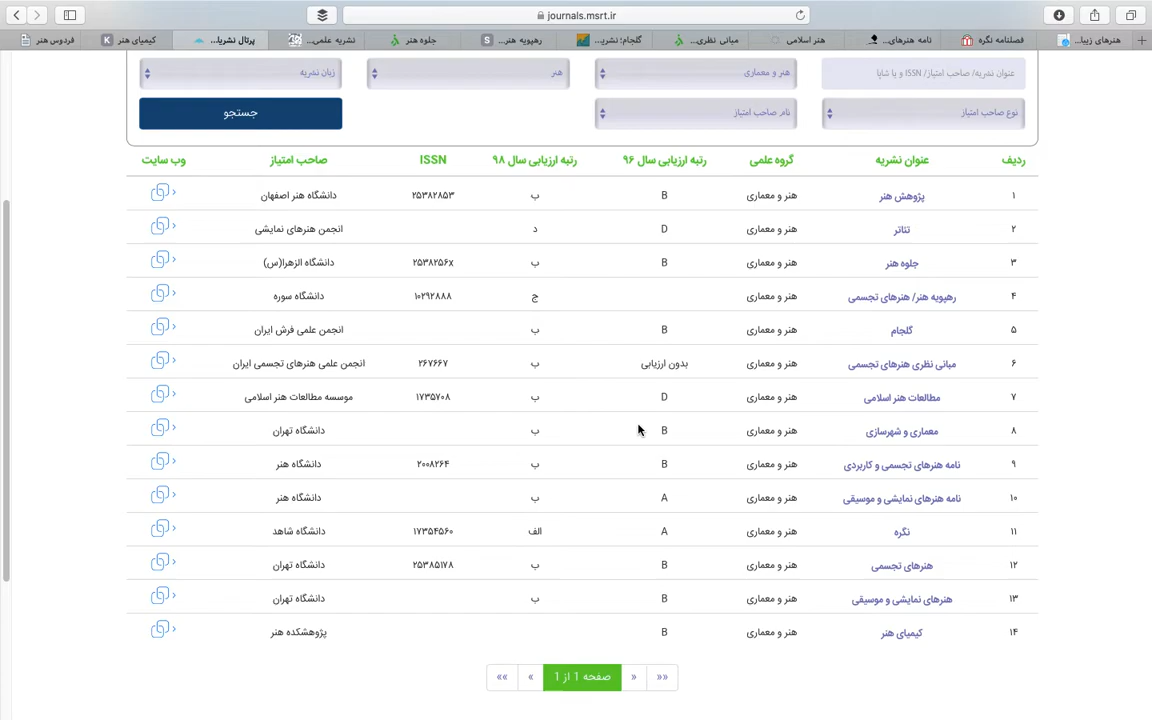 journals.msrt.ir
هنرهای زیبا...
فصلنامه نگره
نامه هنرهای...
هنر اسلامی
مبانی نظری...
گلجام؛ نشری...
رهپویه هنر...
جلوه هنر
نشریه علمی...
پرتال نشریا...
کیمیای هنر
فردوس هنر
عنوان نشریه/ صاحب امتیاز/ ISSN و یا شاپا
هنر و معماری
هنر
زبان نشریه
نوع صاحب امتیاز
نام صاحب امتیاز
جستجو
ردیف عنوان نشریه گروه علمی رتبه ارزیابی سال ۹۶ رتبه ارزیابی سال ۹۸ ISSN صاحب امتیاز وب سایت
۱ پژوهش هنر هنر و معماری B ب ۲۵۳۸۲۸۵۳ دانشگاه هنر اصفهان
۲ تئاتر هنر و معماری D د انجمن هنرهای نمایشی
۳ جلوه هنر هنر و معماری B ب ۲۵۳۸۲۵۶x دانشگاه الزهرا(س)
۴ رهپویه هنر/ هنرهای تجسمی هنر و معماری ج ۱۰۲۹۲۸۸۸ دانشگاه سوره
۵ گلجام هنر و معماری B ب انجمن علمی فرش ایران
۶ مبانی نظری هنرهای تجسمی هنر و معماری بدون ارزیابی ب ۲۶۷۶۶۷ انجمن علمی هنرهای تجسمی ایران
۷ مطالعات هنر اسلامی هنر و معماری D ب ۱۷۳۵۷۰۸ موسسه مطالعات هنر اسلامی
۸ معماری و شهرسازی هنر و معماری B ب دانشگاه تهران
۹ نامه هنرهای تجسمی و کاربردی هنر و معماری B ب ۲۰۰۸۲۶۴ دانشگاه هنر
۱۰ نامه هنرهای نمایشی و موسیقی هنر و معماری A ب دانشگاه هنر
۱۱ نگره هنر و معماری A الف ۱۷۳۵۴۵۶۰ دانشگاه شاهد
۱۲ هنرهای تجسمی هنر و معماری B ب ۲۵۳۸۵۱۷۸ دانشگاه تهران
۱۳ هنرهای نمایشی و موسیقی هنر و معماری B ب دانشگاه تهران
۱۴ کیمیای هنر هنر و معماری B پژوهشکده هنر
«« « صفحه 1 از 1 » »»